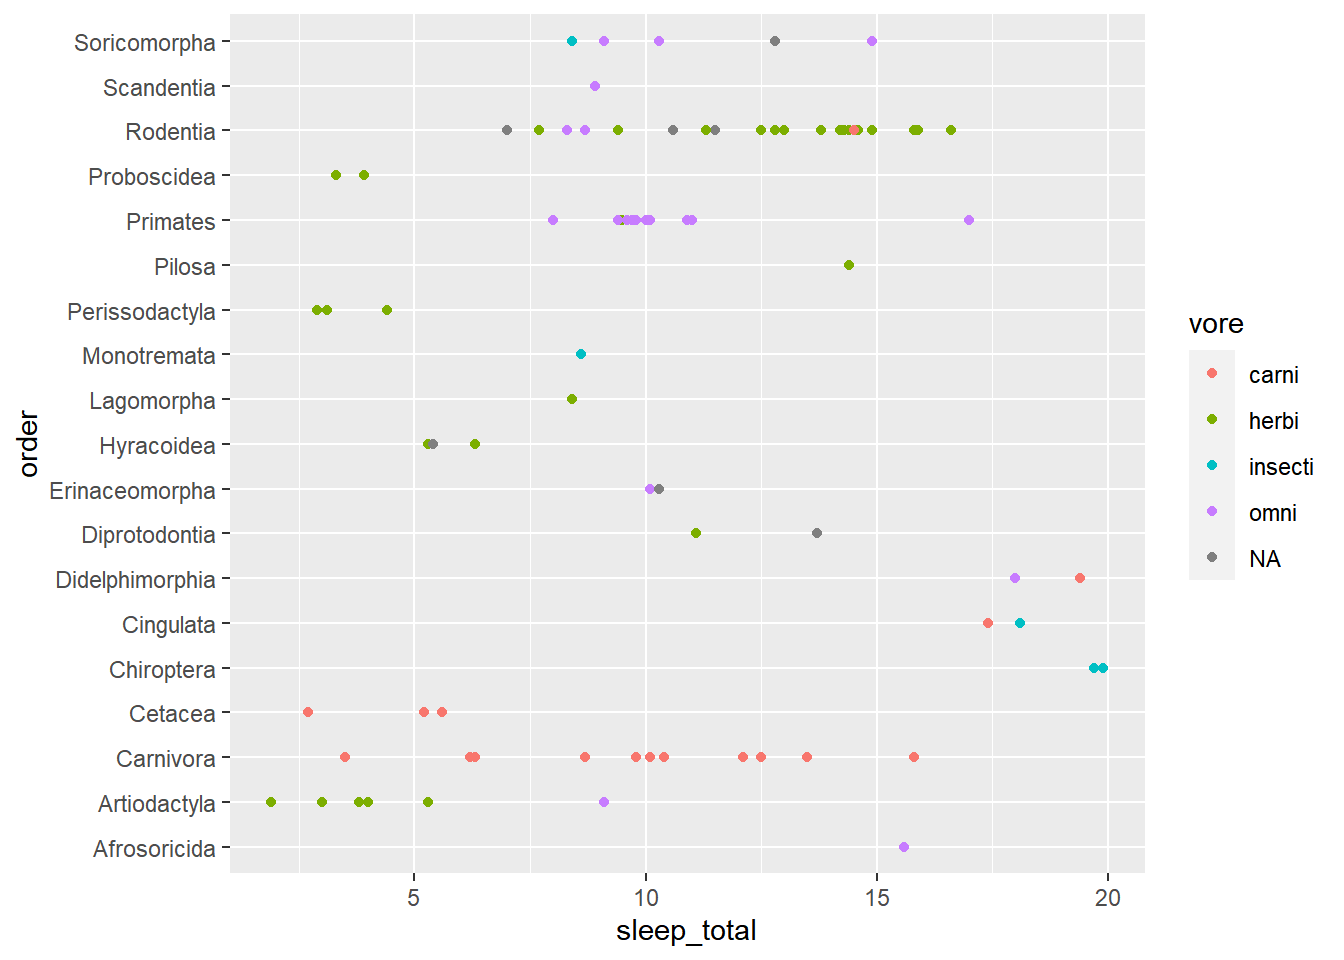 Soricomorpha
Scandentia
Rodentia
Proboscidea
Primates
Pilosa
Perissodactyla
Monotremata
Lagomorpha
Hyracoidea
Erinaceomorpha
Diprotodontia
Didelphimorphia
Cingulata
Chiroptera
Cetacea
Carnivora
Artiodactyla
Afrosoricida
order
5 10 15 20
sleep_total
vore
carni
herbi
insecti
omni
NA